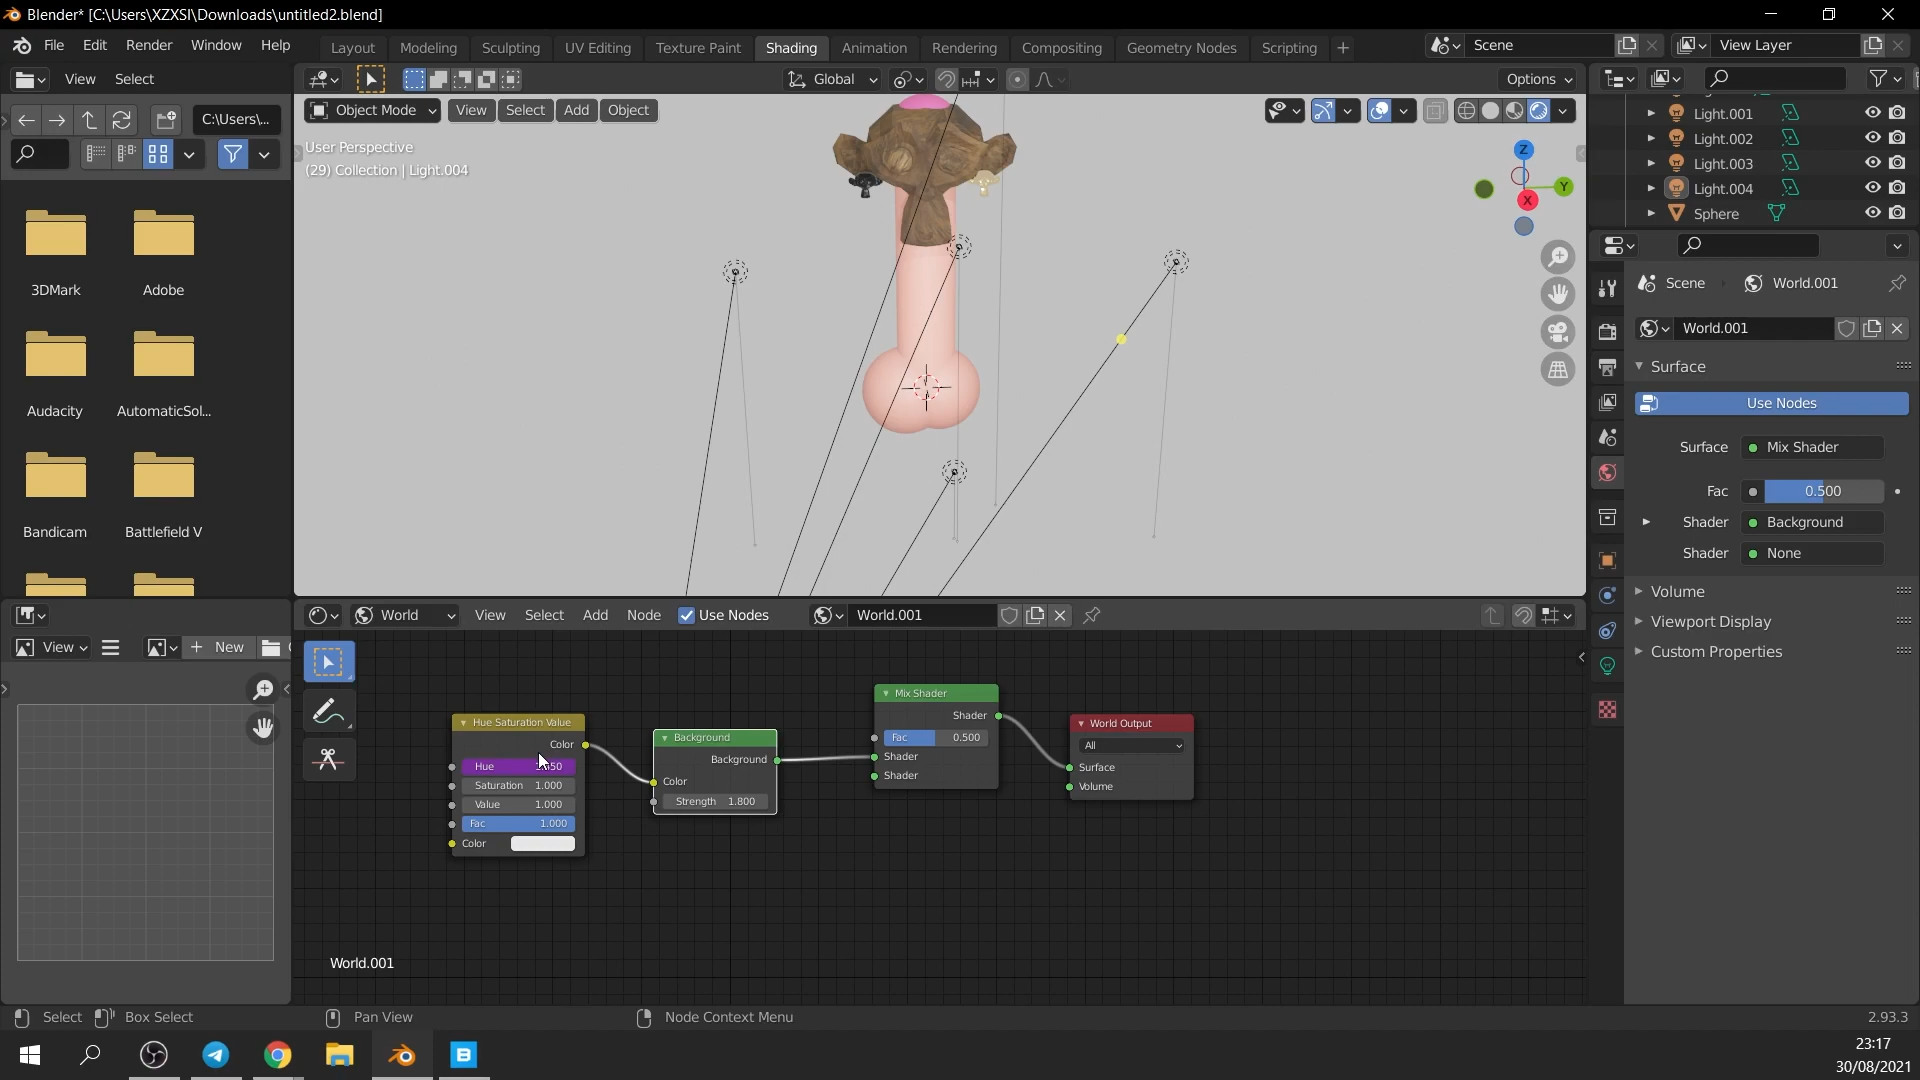 Blender* [C:\Users\XZXSI\Downloads\untitled2.blend]
File Edit Render Window Help
Layout Modeling Sculpting UV Editing Texture Paint Shading Animation Rendering Compositing Geometry Nodes Scripting
Scene
View Layer
View Select
Global
Options
C:\Users\...
Object Mode View Select Add Object
User Perspective
(29) Collection | Light.004
Z
Y
X
Light.001
Light.002
Light.003
Light.004
Sphere
3DMark
Adobe
Audacity
AutomaticSol...
Bandicam
Battlefield V
Scene World.001
World.001
Surface
Use Nodes
Surface Mix Shader
Fac 0.500
Shader Background
Shader None
Volume
Viewport Display
Custom Properties
World View Select Add Node Use Nodes World.001
View New
Hue Saturation Value
Color
Hue
Saturation 1.000
Value 1.000
Fac 1.000
Color
Background
Background
Color
Strength 1.800
Mix Shader
Shader
Fac 0.500
Shader
Shader
World Output
All
Surface
Volume
World.001
Select Box Select Pan View Node Context Menu 2.93.3
23:17
30/08/2021